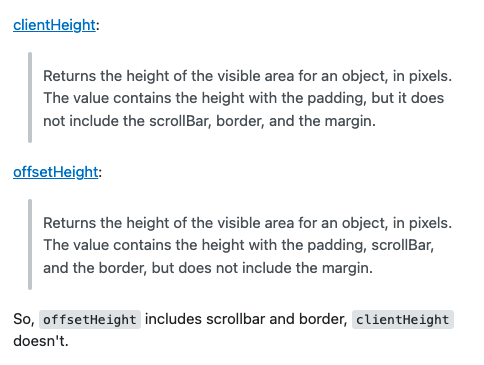 clientHeight:
Returns the height of the visible area for an object, in pixels.
The value contains the height with the padding, but it does
not include the scrollBar, border, and the margin.
offsetHeight:
Returns the height of the visible area for an object, in pixels.
The value contains the height with the padding, scrollBar,
and the border, but does not include the margin.
So, offsetHeight includes scrollbar and border, clientHeight
doesn't.